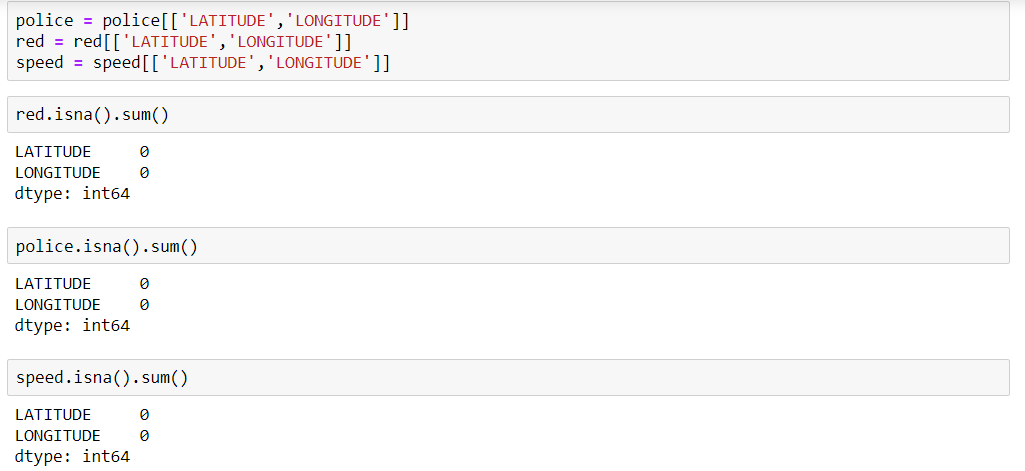 police = police[['LATITUDE','LONGITUDE']]
red = red[['LATITUDE','LONGITUDE']]
speed = speed[['LATITUDE','LONGITUDE']]
red.isna().sum()
LATITUDE     0
LONGITUDE    0
dtype: int64
police.isna().sum()
LATITUDE     0
LONGITUDE    0
dtype: int64
speed.isna().sum()
LATITUDE     0
LONGITUDE    0
dtype: int64